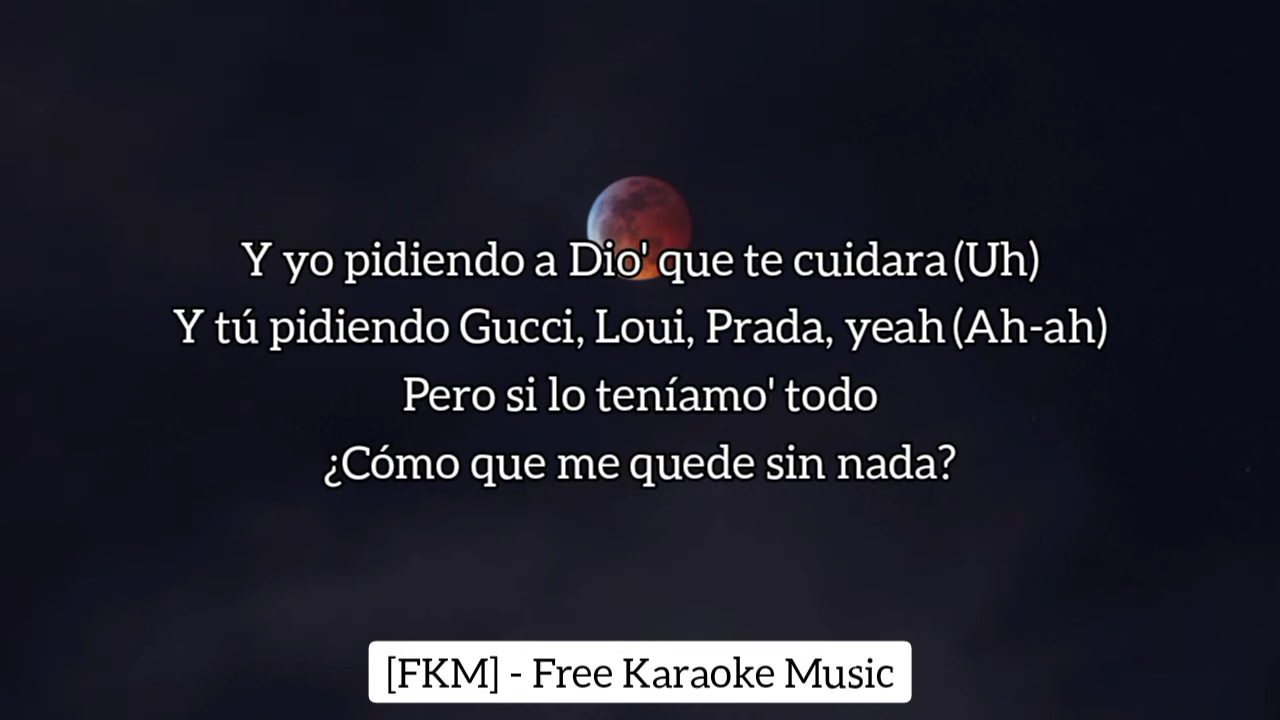 Y yo pidiendo a Dio' que te cuidara (Uh)
Y tú pidiendo Gucci, Loui, Prada, yeah (Ah-ah)
Pero si lo teníamo' todo
¿Cómo que me quede sin nada?
[FKM] - Free Karaoke Music